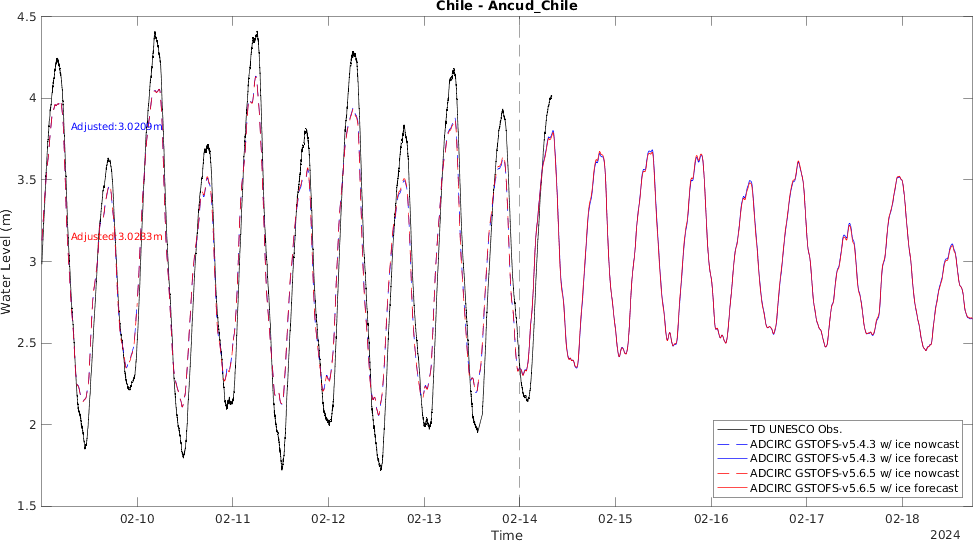 Chile - Ancud_Chile
4.5
4
3.5
3
2.5
2
1.5
Water Level (m)
Adjusted:3.0209m
Adjusted:3.0283m
TD UNESCO Obs.
ADCIRC GSTOFS-v5.4.3 w/ ice nowcast
ADCIRC GSTOFS-v5.4.3 w/ ice forecast
ADCIRC GSTOFS-v5.6.5 w/ ice nowcast
ADCIRC GSTOFS-v5.6.5 w/ ice forecast
02-10 02-11 02-12 02-13 02-14 02-15 02-16 02-17 02-18
Time
2024